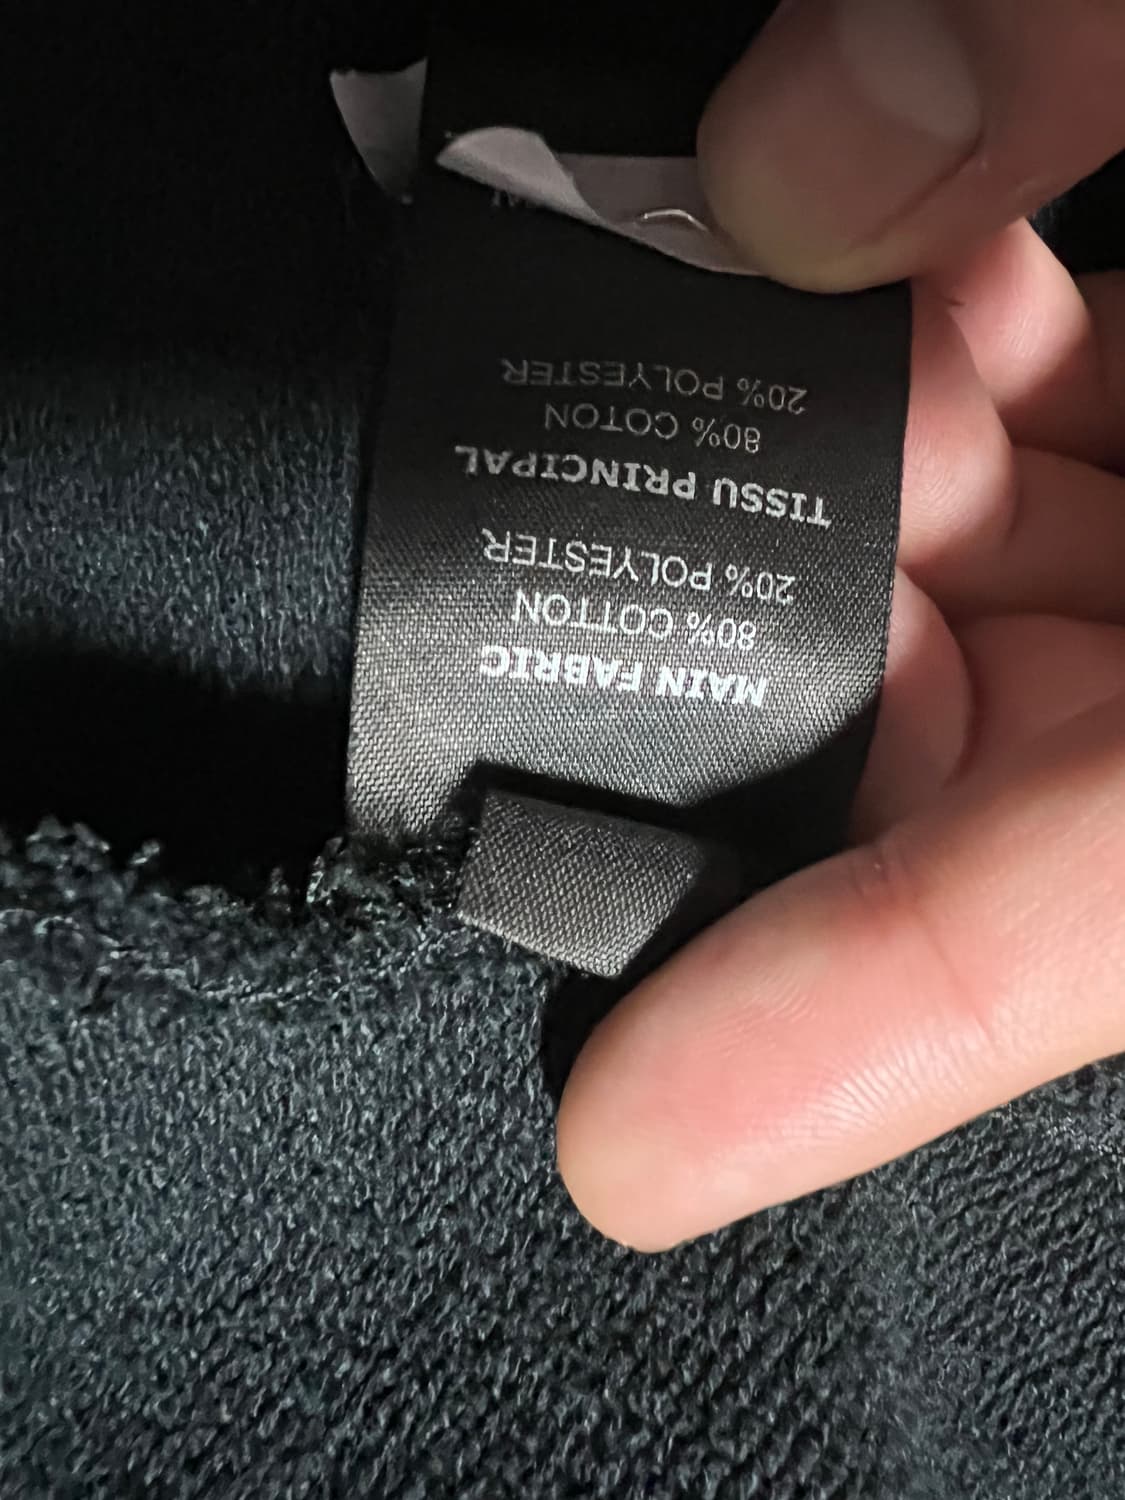 MAIN FABRIC
80% COTTON
20% POLYESTER
TISSU PRINCIPAL
80% COTON
20% POLYESTER